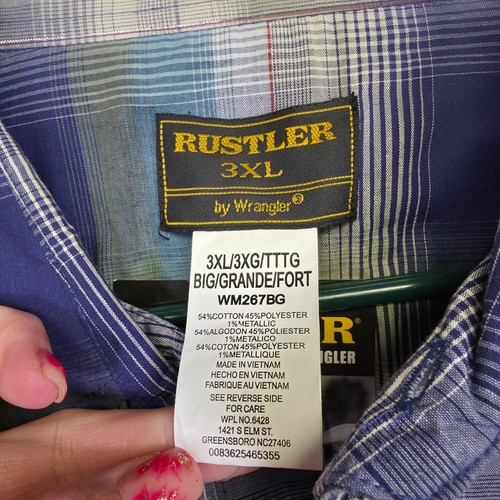 RUSTLER
3XL
by Wrangler®
3XL/3XG/TTTG
BIG/GRANDE/FORT
WM267BG
54%COTTON 45%POLYESTER
1%METALLIC
54%ALGODON 45%POLIESTER
1%METALICO
54%COTON 45%POLYESTER
1%METALLIQUE
MADE IN VIETNAM
HECHO EN VIETNAM
FABRIQUE AU VIETNAM
SEE REVERSE SIDE
FOR CARE
WPL NO.6428
1421 S ELM ST.
GREENSBORO NC27406
0083625465355
R®
NGLER